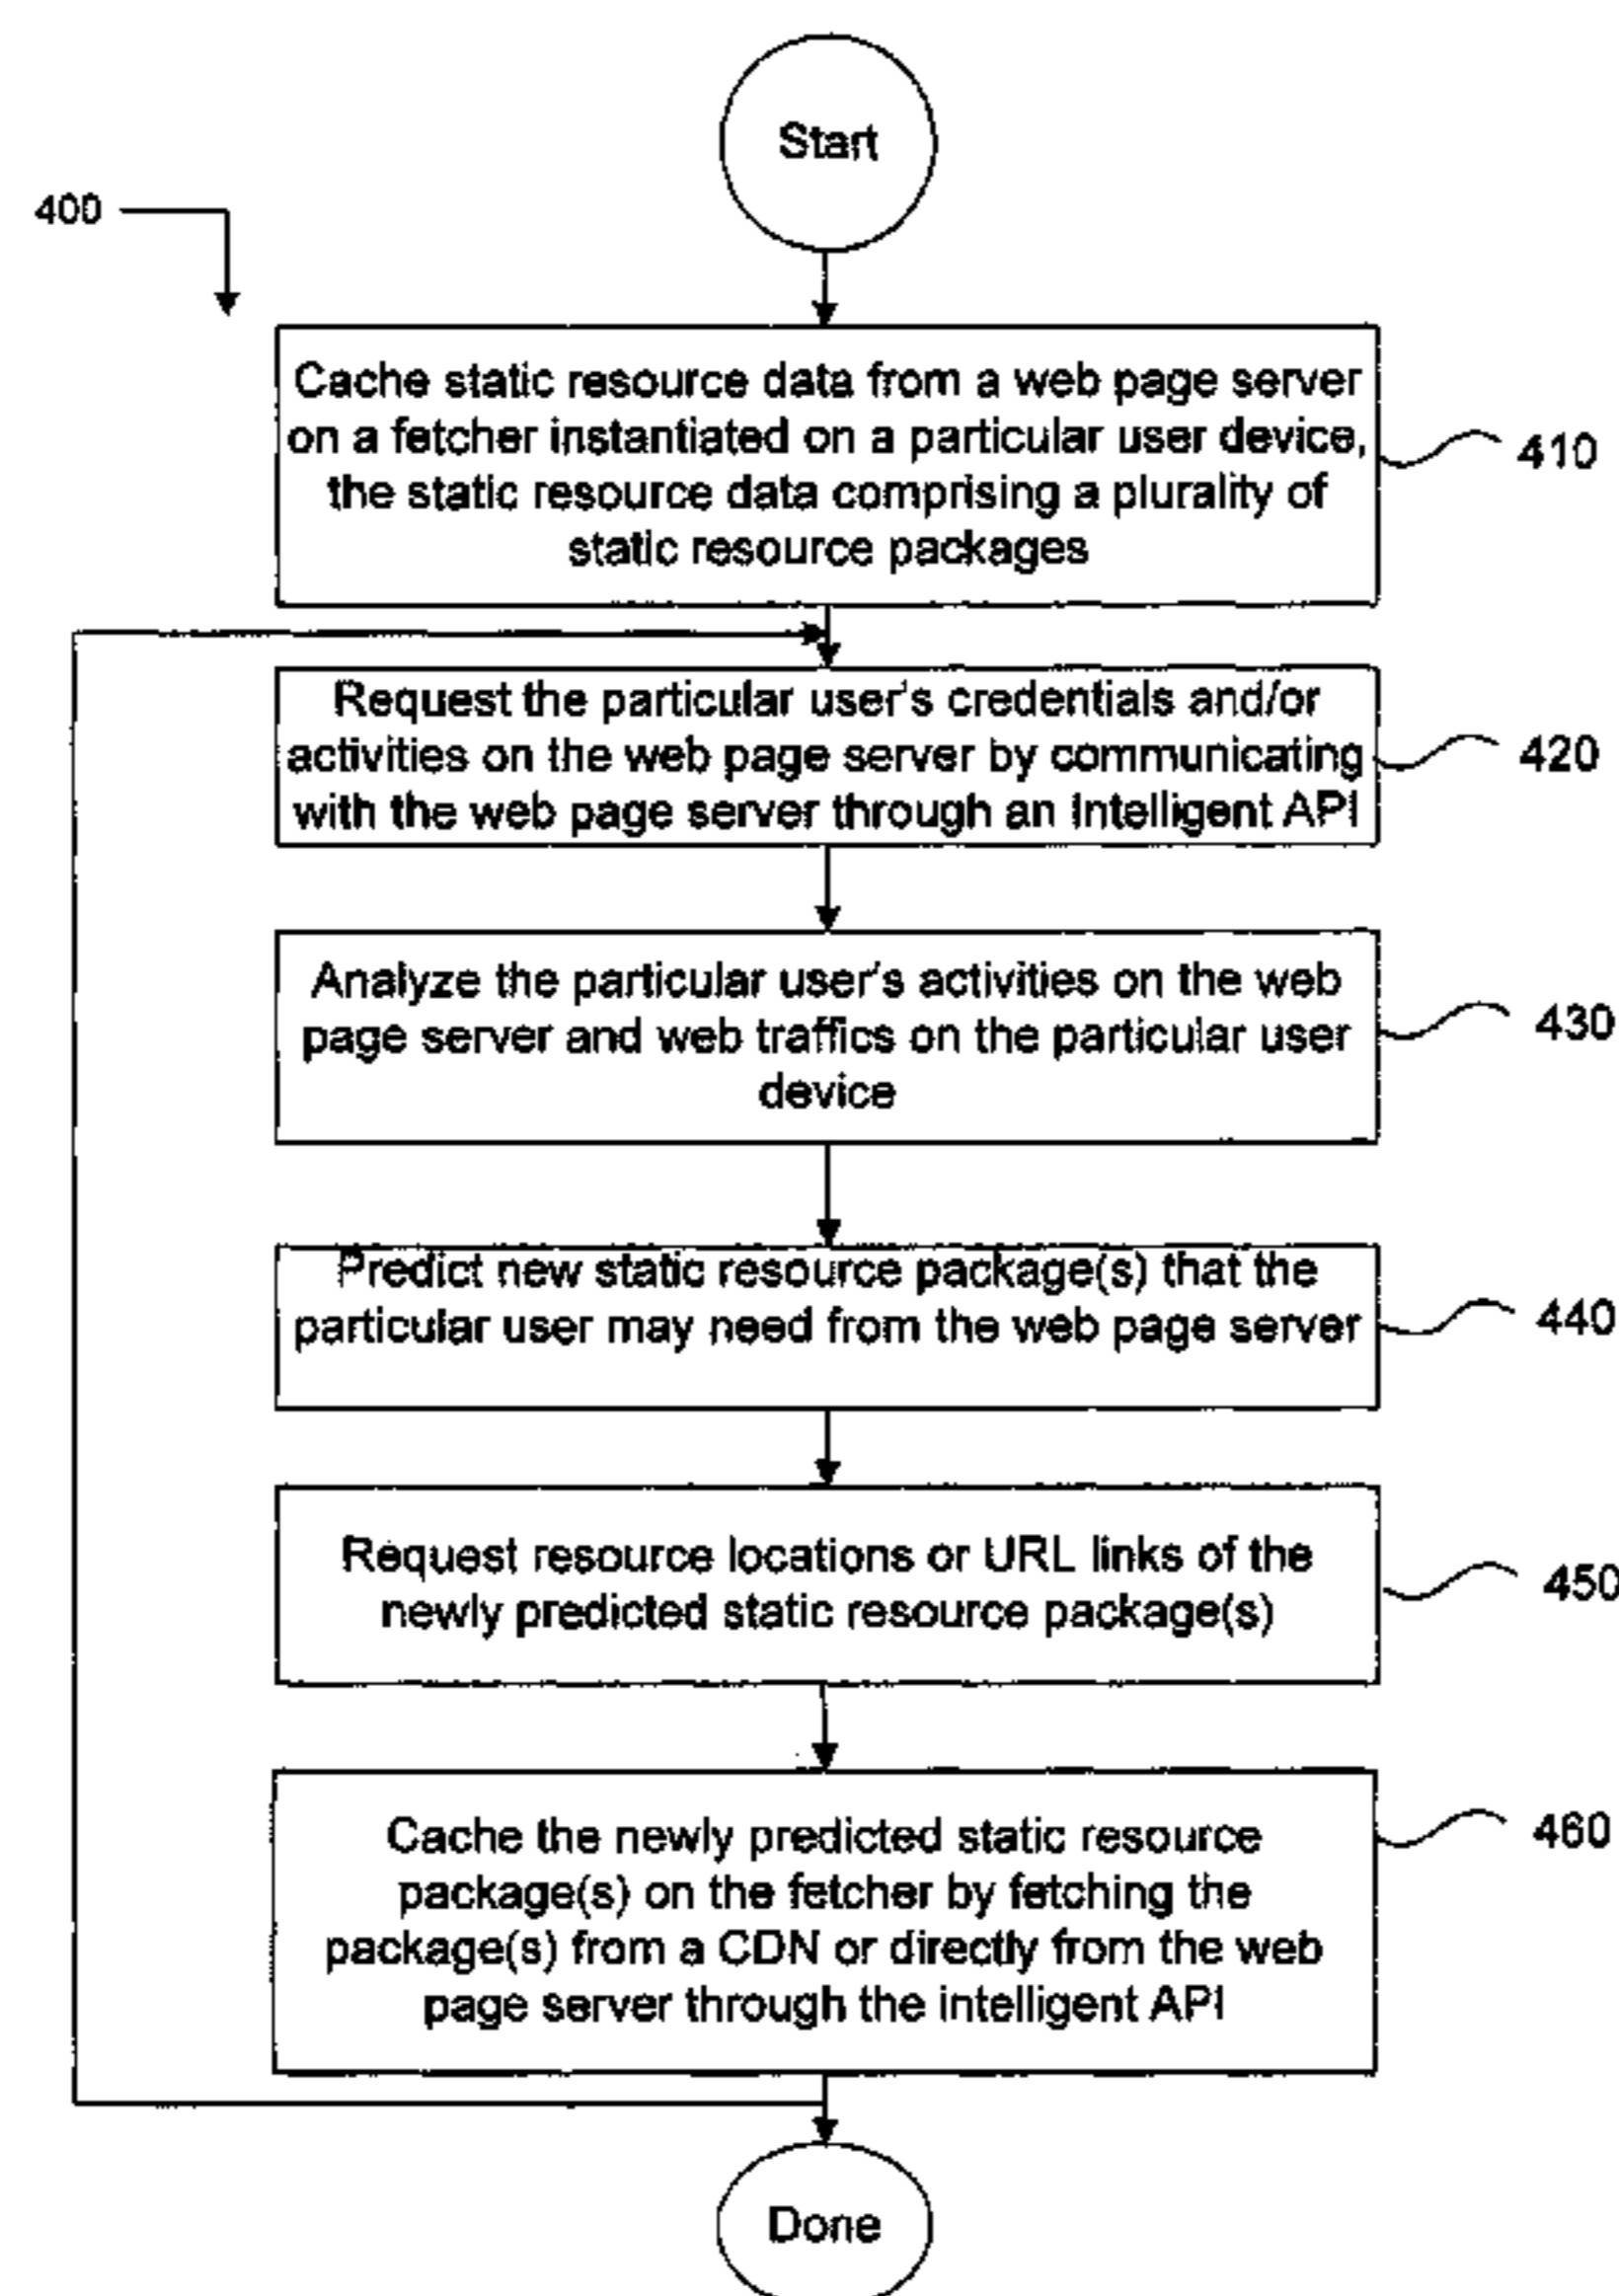 Start
400
Cache static resource data from a web page server
on a fetcher instantiated on a particular user device,
the static resource data comprising a plurality of
static resource packages
410
Request the particular user's credentials and/or
activities on the web page server by communicating
with the web page server through an Intelligent API
420
Analyze the particular user's activities on the web
page server and web traffics on the particular user
device
430
Predict new static resource package(s) that the
particular user may need from the web page server
440
Request resource locations or URL links of the
newly predicted static resource package(s)
450
Cache the newly predicted static resource
package(s) on the fetcher by fetching the
package(s) from a CDN or directly from the web
page server through the intelligent API
460
Done